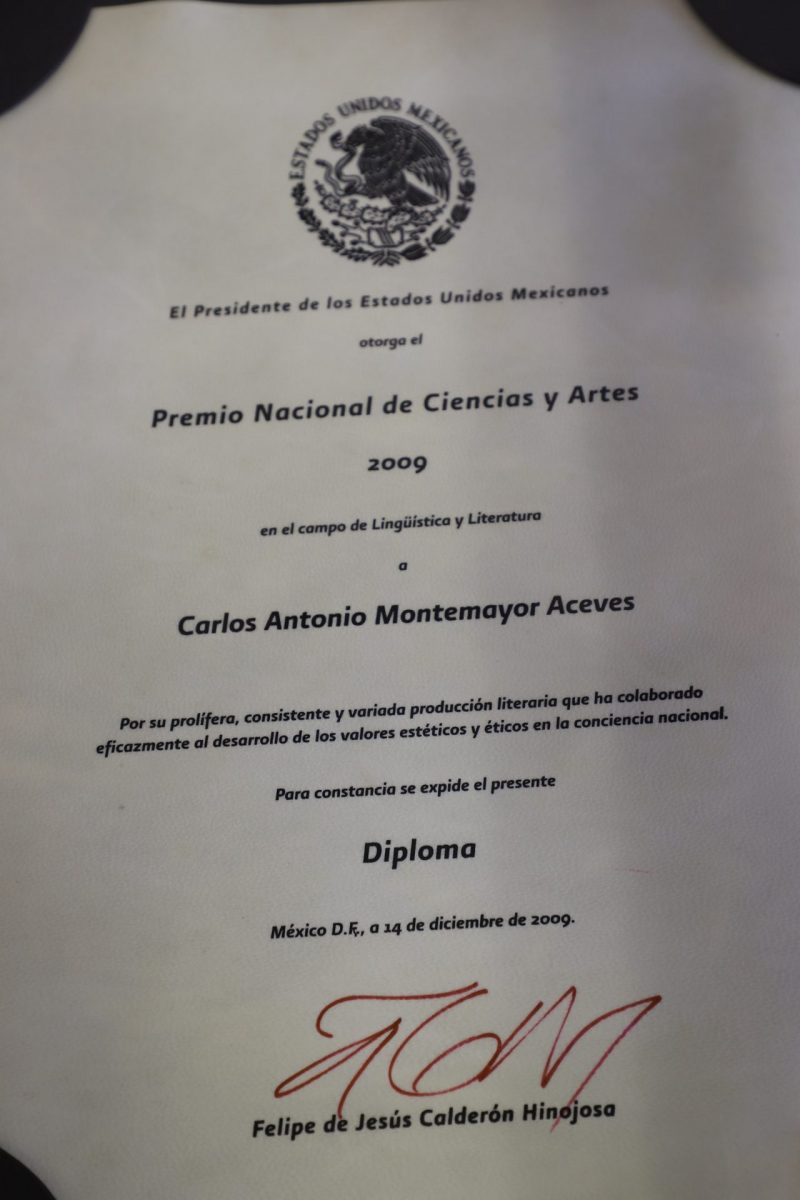 ESTADOS UNIDOS MEXICANOS
El Presidente de los Estados Unidos Mexicanos
otorga el
Premio Nacional de Ciencias y Artes
2009
en el campo de Lingüística y Literatura
a
Carlos Antonio Montemayor Aceves
Por su prolífera, consistente y variada producción literaria que ha colaborado
eficazmente al desarrollo de los valores estéticos y éticos en la conciencia nacional.
Para constancia se expide el presente
Diploma
México D.F., a 14 de diciembre de 2009.
Felipe de Jesús Calderón Hinojosa